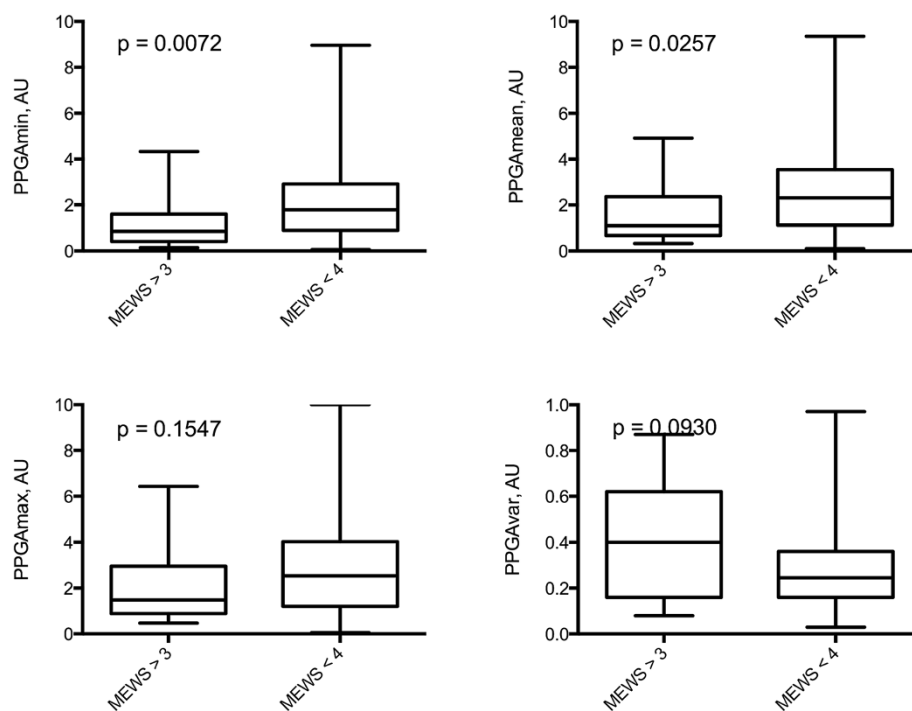 p = 0.0072
PPGAmin, AU
10
8
6
4
2
0
MEWS > 3
MEWS < 4
p = 0.0257
PPGAmean, AU
10
8
6
4
2
0
MEWS > 3
MEWS < 4
p = 0.1547
PPGAmax, AU
10
8
6
4
2
0
MEWS > 3
MEWS < 4
p = 0.0930
PPGAvar, AU
1.0
0.8
0.6
0.4
0.2
0.0
MEWS > 3
MEWS < 4